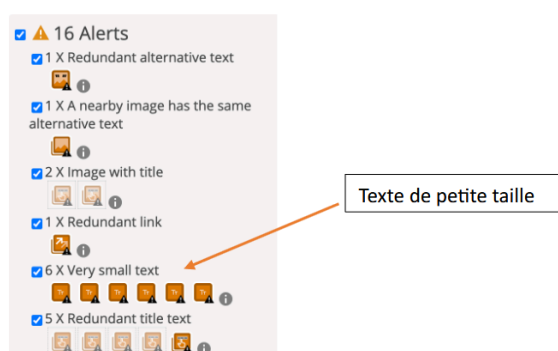 16 Alerts
1 X Redundant alternative text
1 X A nearby image has the same
alternative text
2 X Image with title
1 X Redundant link
6 X Very small text
5 X Redundant title text
Texte de petite taille